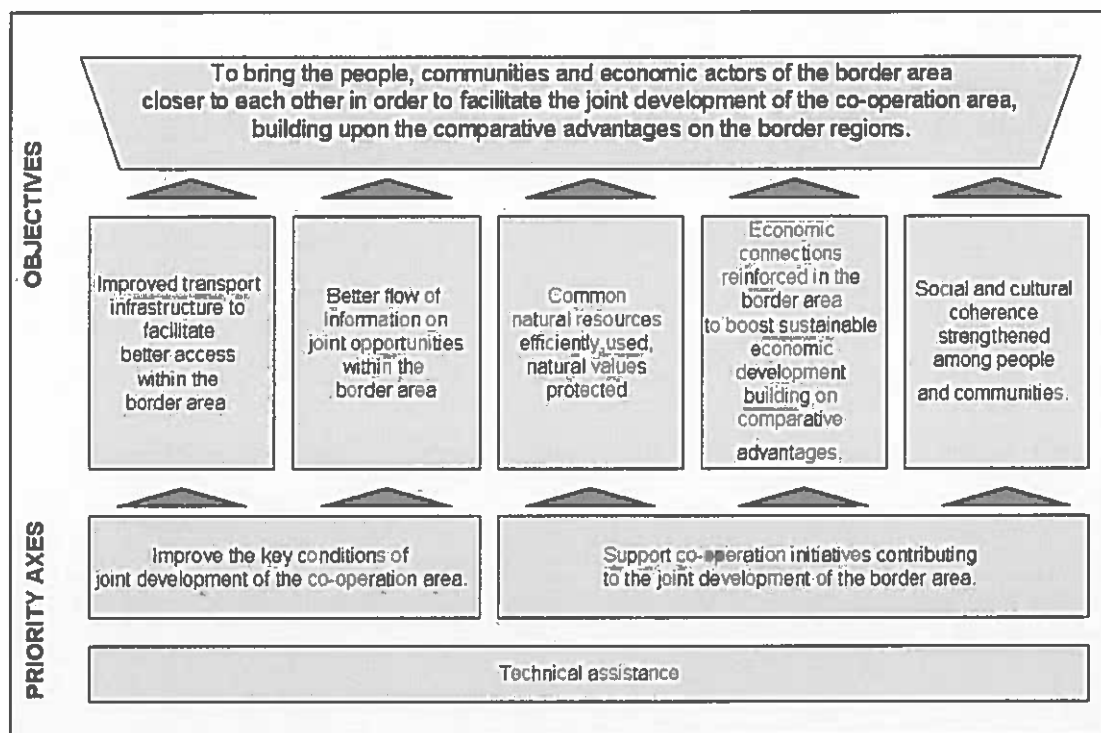 OBJECTIVES
To bring the people, communities and economic actors of the border area
closer to each other in order to facilitate the joint development of the co-operation area,
building upon the comparative advantages on the border regions.
Improved transport
infrastructure to
facilitate
better access
within the
border area
Better flow of
information on
joint opportunities
within the
border area
Common
natural resources
efficiently used,
natural values
protected
Economic
connections
reinforced in the
border area
to boost sustainable
economic
development
building on
comparative
advantages.
Social and cultural
coherence
strengthened
among people
and communities.
PRIORITY AXES
Improve the key conditions of
joint development of the co-operation area.
Support co-operation initiatives contributing
to the joint development of the border area.
Technical assistance